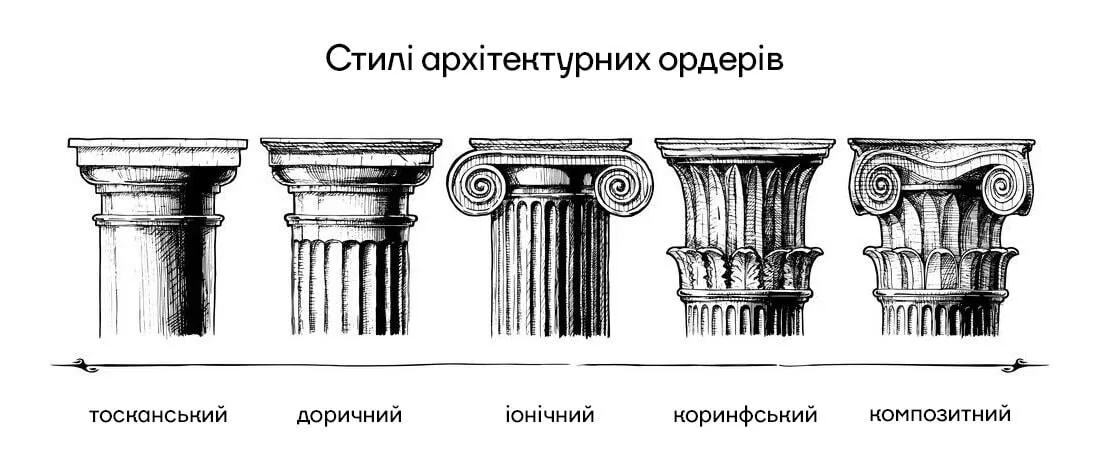 Стилі архітектурних ордерів
тосканський
доричний
іонічний
коринфський
композитний